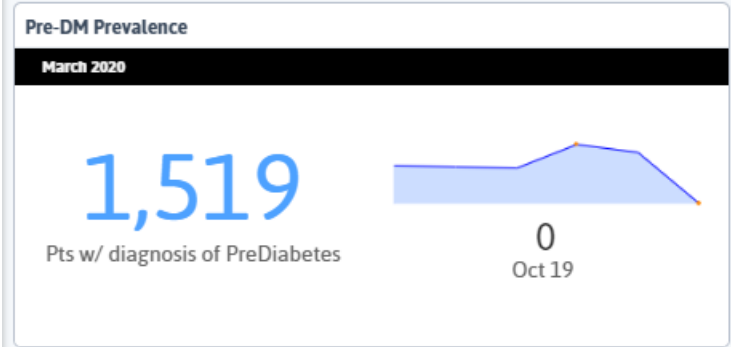 Pre-DM Prevalence
March 2020
1,519
Pts w/ diagnosis of PreDiabetes
0
Oct 19